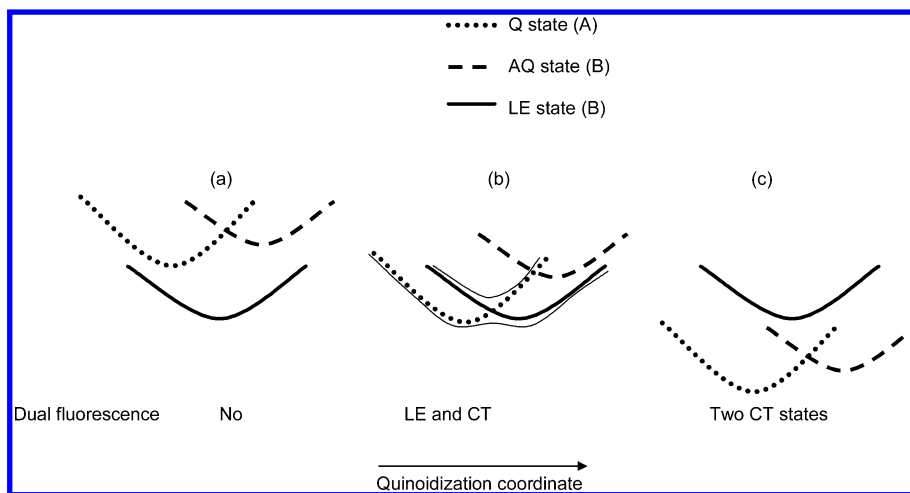 Q state (A)
AQ state (B)
LE state (B)
(a) (b) (c)
Dual fluorescence No LE and CT Two CT states
Quinoidization coordinate